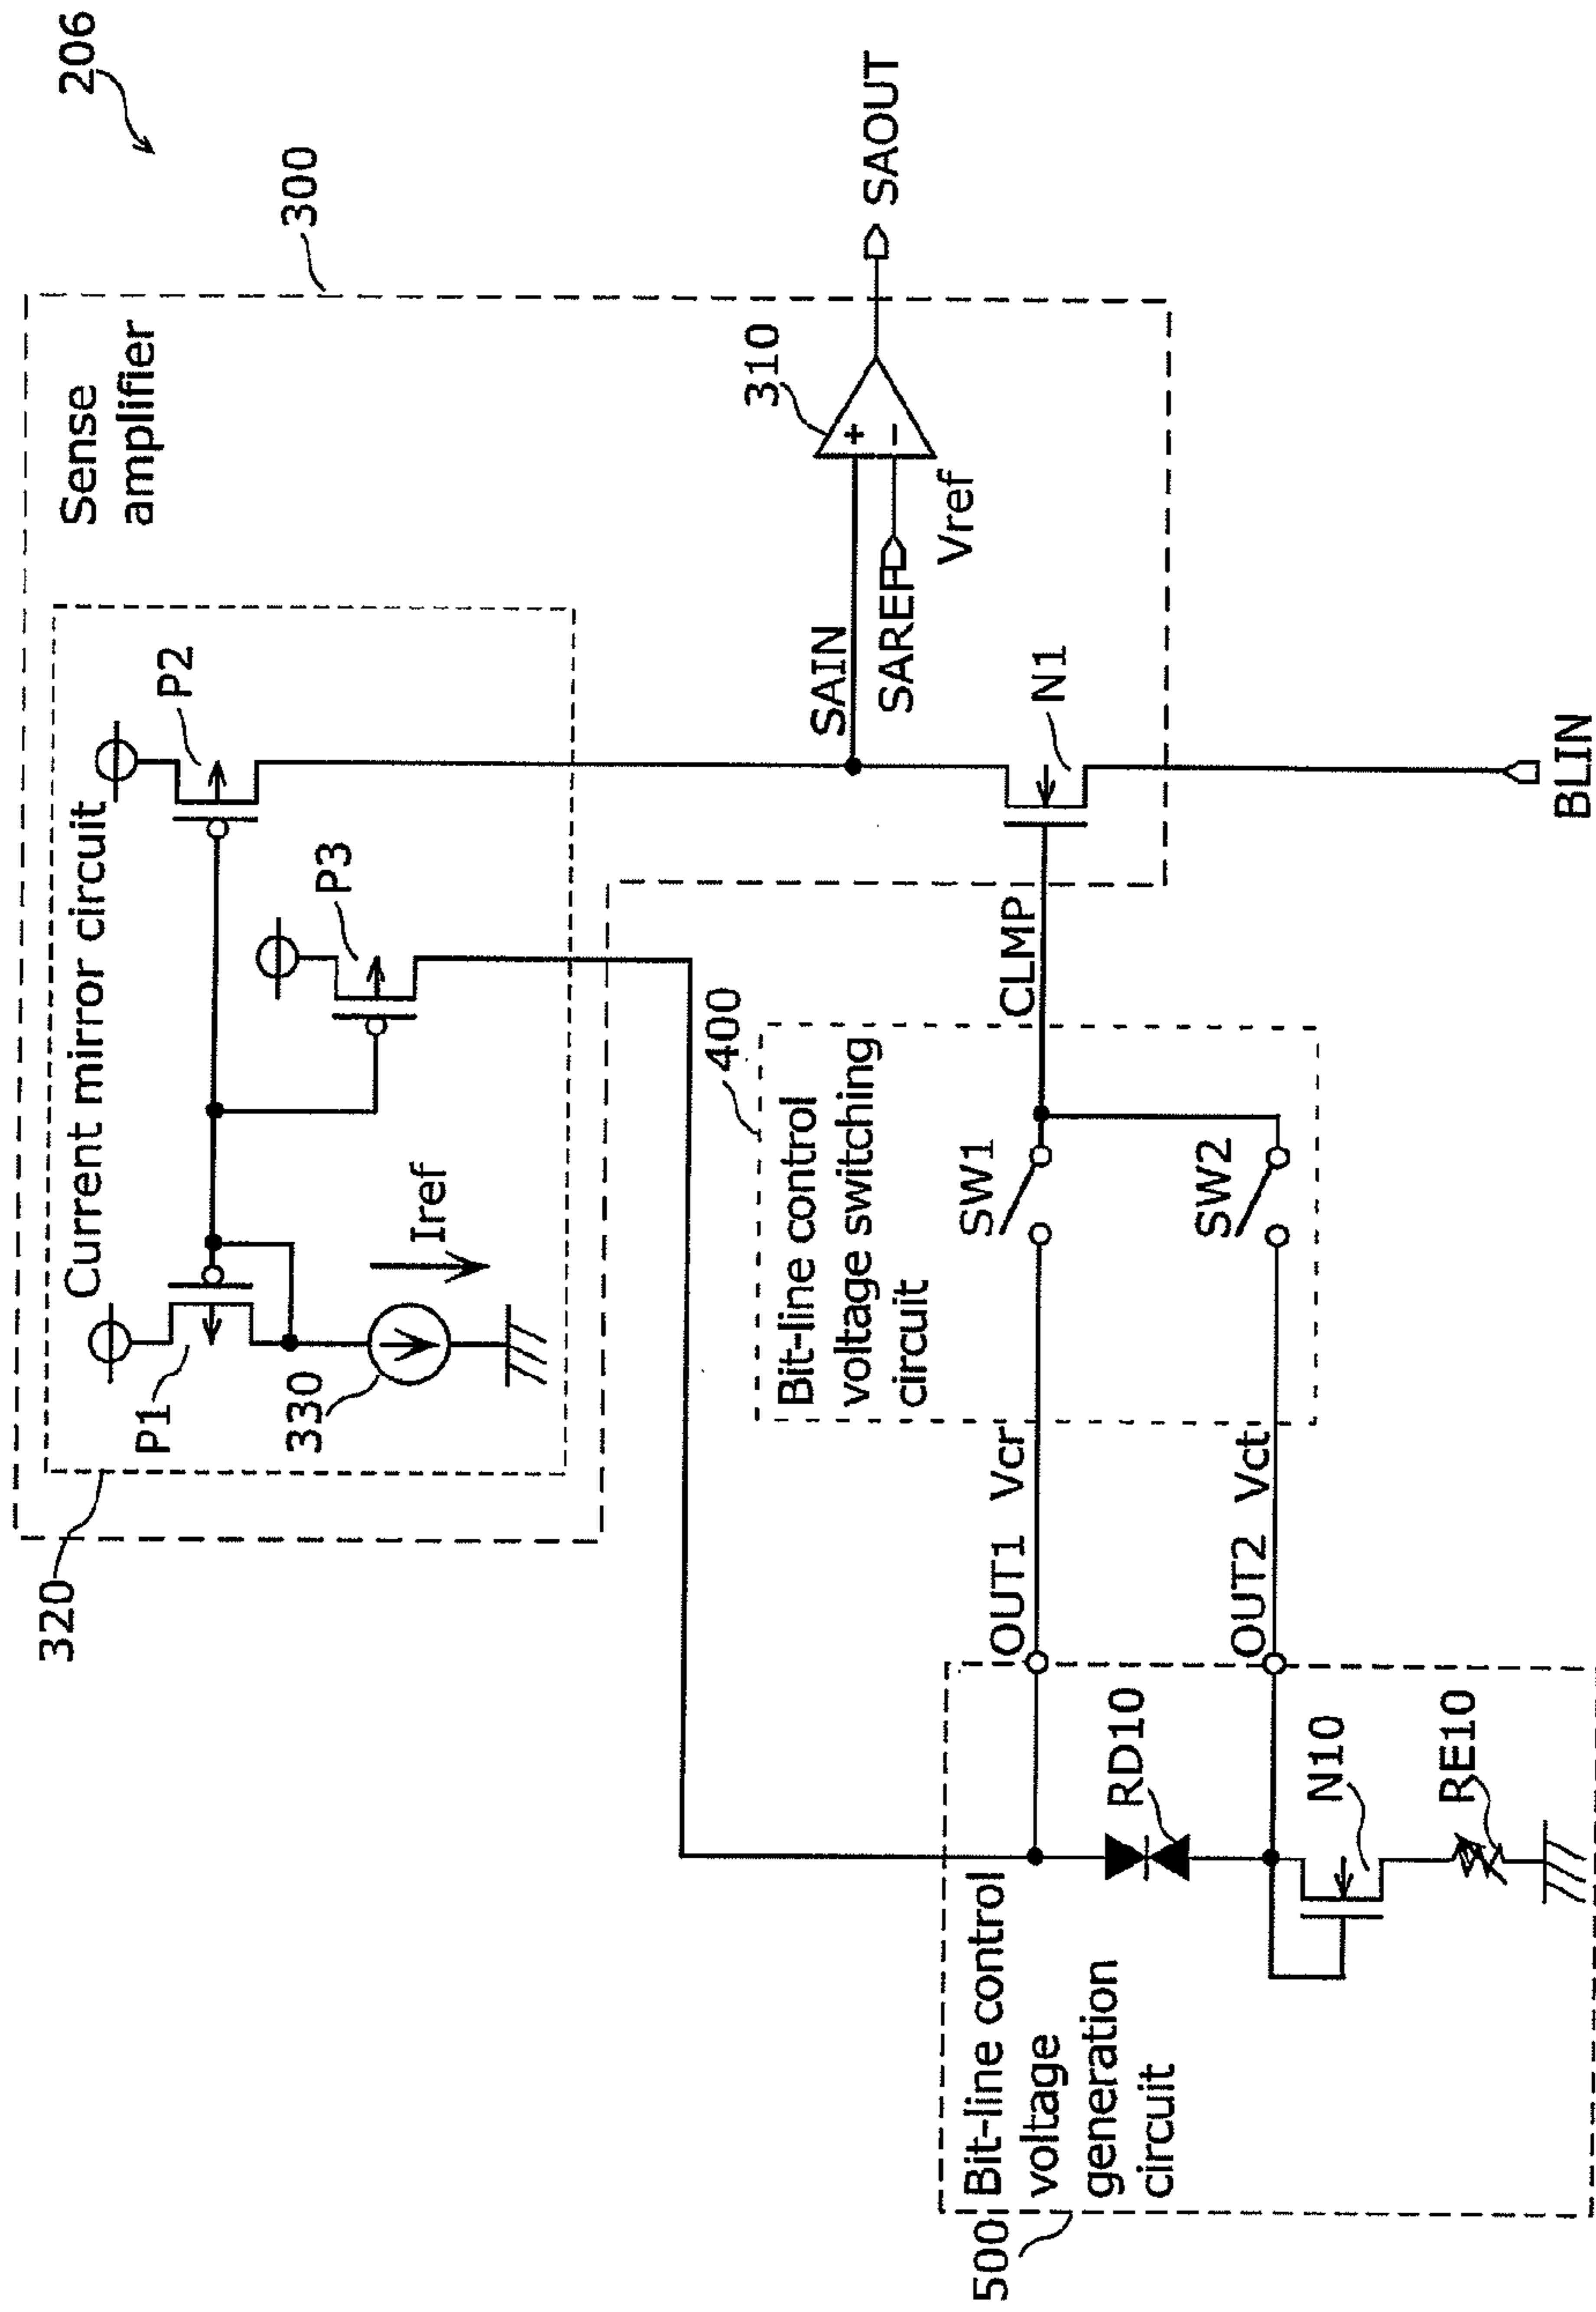 206
300
Sense
amplifier
320
Current mirror circuit
P1
P2
P3
330
Iref
310
SAOUT
SAIN
SAREF
Vref
N1
BLIN
CLMP
400
Bit-line control
voltage switching
circuit
SW1
SW2
OUT1 Vcr
OUT2 Vct
500
Bit-line control
voltage
generation
circuit
RD10
N10
RE10